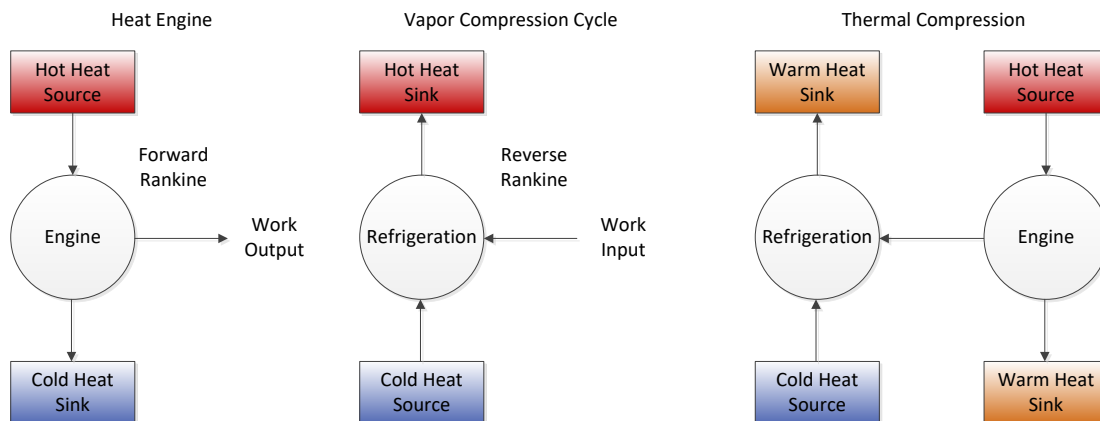 Heat Engine
Vapor Compression Cycle
Thermal Compression
Hot Heat
Source
Forward
Rankine
Engine
Work
Output
Cold Heat
Sink
Hot Heat
Sink
Reverse
Rankine
Refrigeration
Work
Input
Cold Heat
Source
Warm Heat
Sink
Hot Heat
Source
Refrigeration
Engine
Cold Heat
Source
Warm Heat
Sink